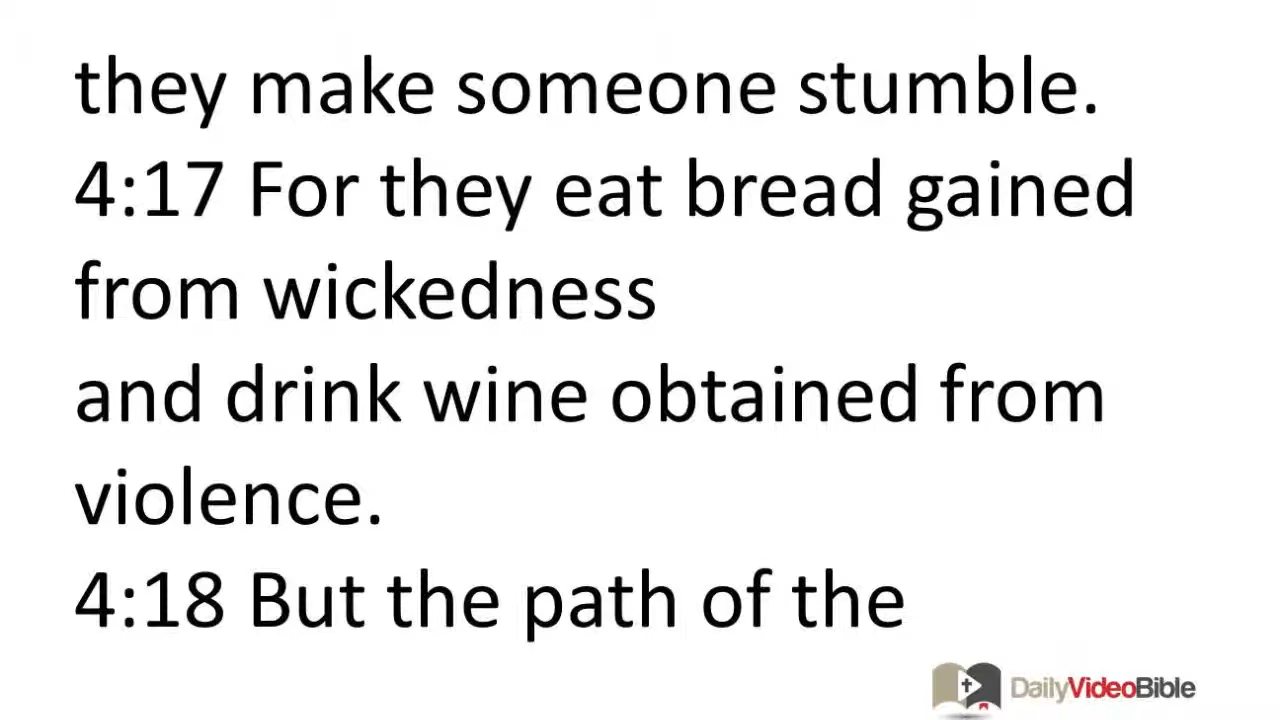 they make someone stumble.
4:17 For they eat bread gained
from wickedness
and drink wine obtained from
violence.
4:18 But the path of the
DailyVideoBible